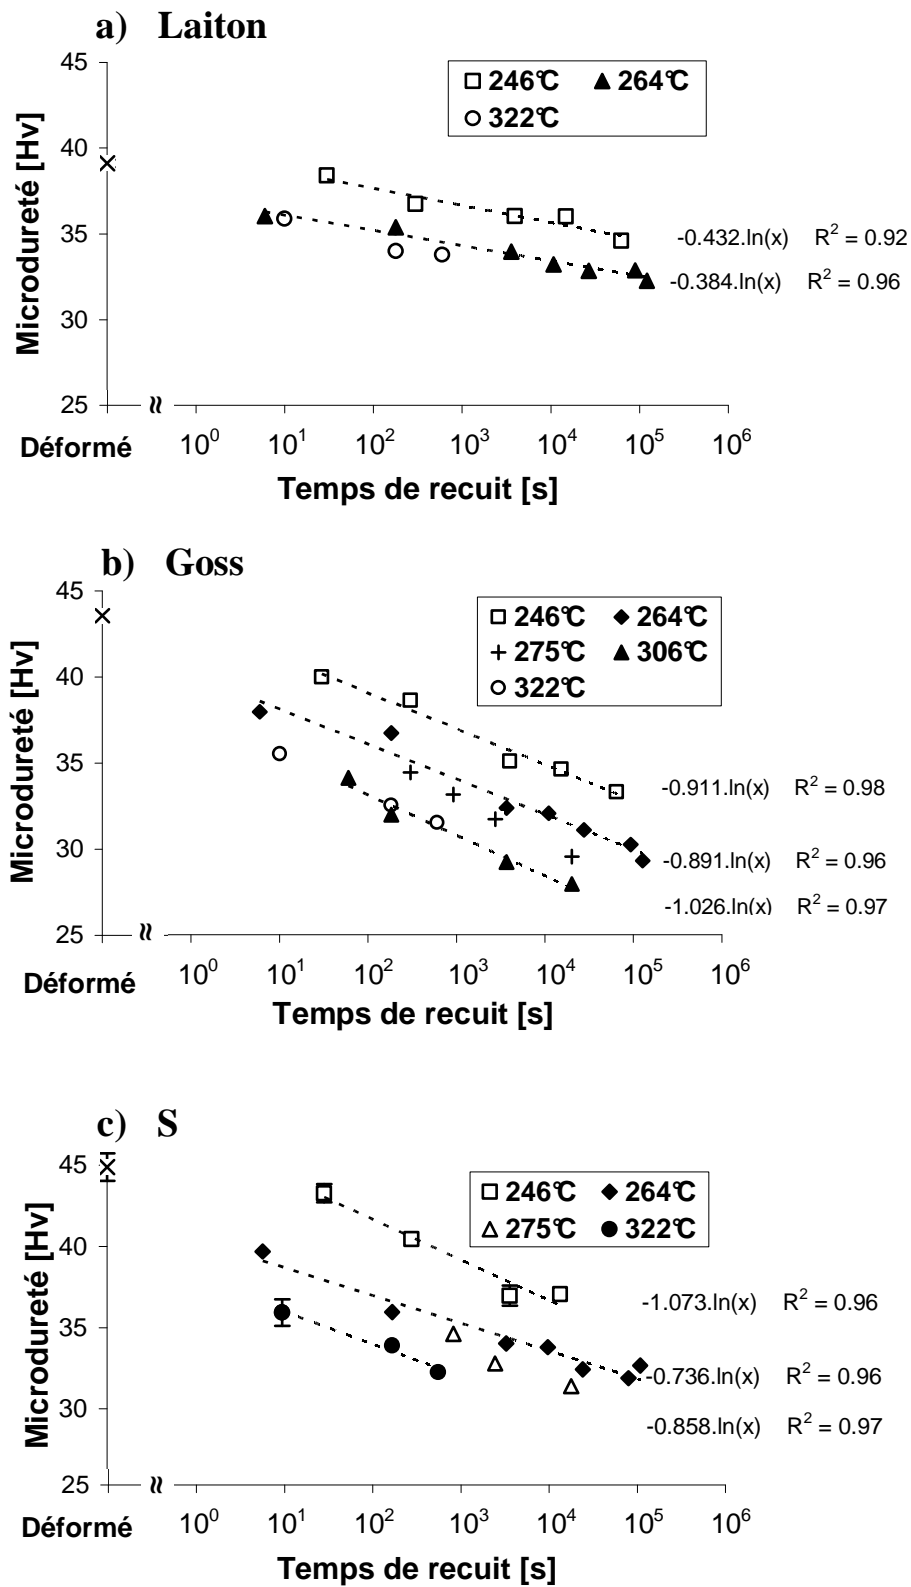 a) Laiton
45
246°C 264°C
322°C
40
35
30
25
Microdureté [Hv]
-0.432.ln(x) R² = 0.92
-0.384.ln(x) R² = 0.96
≈
Déformé 10⁰ 10¹ 10² 10³ 10⁴ 10⁵ 10⁶
Temps de recuit [s]
b) Goss
45
246°C 264°C
275°C 306°C
322°C
40
35
30
25
Microdureté [Hv]
-0.911.ln(x) R² = 0.98
-0.891.ln(x) R² = 0.96
-1.026.ln(x) R² = 0.97
≈
Déformé 10⁰ 10¹ 10² 10³ 10⁴ 10⁵ 10⁶
Temps de recuit [s]
c) S
45
246°C 264°C
275°C 322°C
40
35
30
25
Microdureté [Hv]
-1.073.ln(x) R² = 0.96
-0.736.ln(x) R² = 0.96
-0.858.ln(x) R² = 0.97
≈
Déformé 10⁰ 10¹ 10² 10³ 10⁴ 10⁵ 10⁶
Temps de recuit [s]